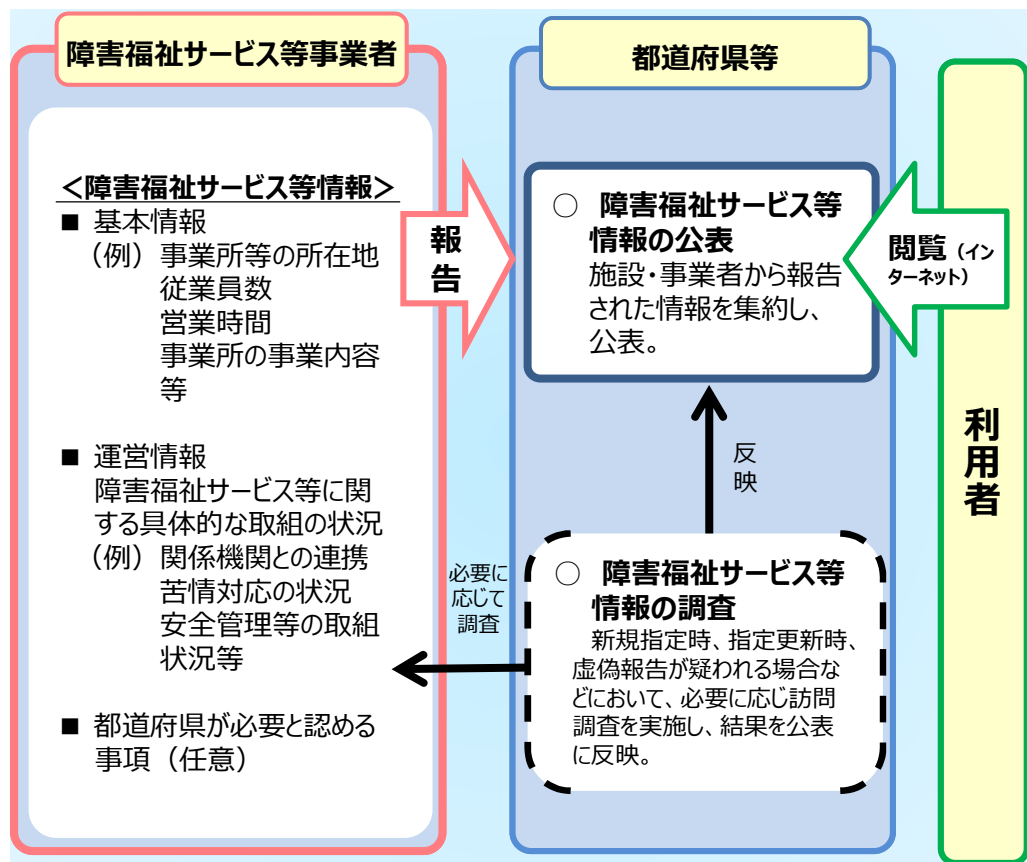 障害福祉サービス等事業者
＜障害福祉サービス等情報＞
■ 基本情報
（例）事業所等の所在地
従業員数
営業時間
事業所の事業内容
等
■ 運営情報
障害福祉サービス等に関
する具体的な取組の状況
（例）関係機関との連携
苦情対応の状況
安全管理等の取組
状況等
■ 都道府県が必要と認める
事項（任意）
報
告
必要に
応じて
調査
都道府県等
○ 障害福祉サービス等
情報の公表
施設・事業者から報告
された情報を集約し、
公表。
反
映
○ 障害福祉サービス等
情報の調査
新規指定時、指定更新時、
虚偽報告が疑われる場合な
どにおいて、必要に応じ訪問
調査を実施し、結果を公表
に反映。
閲覧（イン
ターネット）
利
用
者